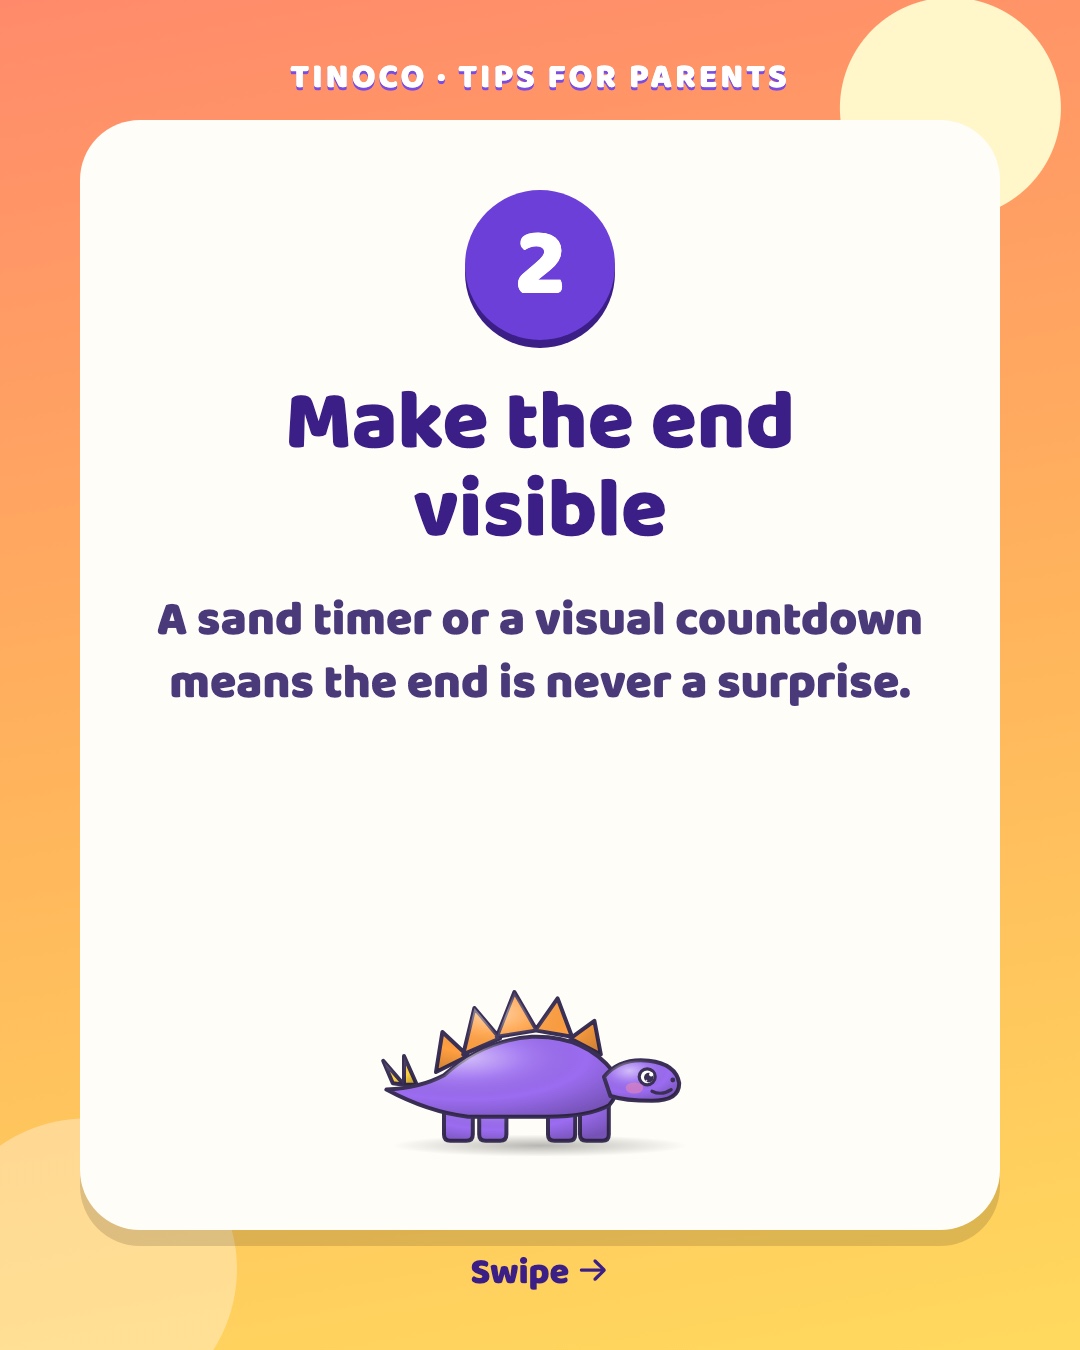 TINOCO · TIPS FOR PARENTS
2
Make the end
visible
A sand timer or a visual countdown
means the end is never a surprise.
Swipe →